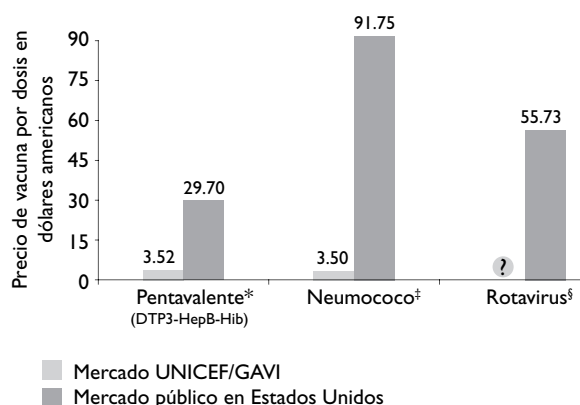 Precio de vacuna por dosis en
dólares americanos
90
75
60
45
30
15
0
3.52
29.70
3.50
91.75
?
55.73
Pentavalente*
(DTP3-HepB-Hib)
Neumococo‡
Rotavirus§
Mercado UNICEF/GAVI
Mercado público en Estados Unidos